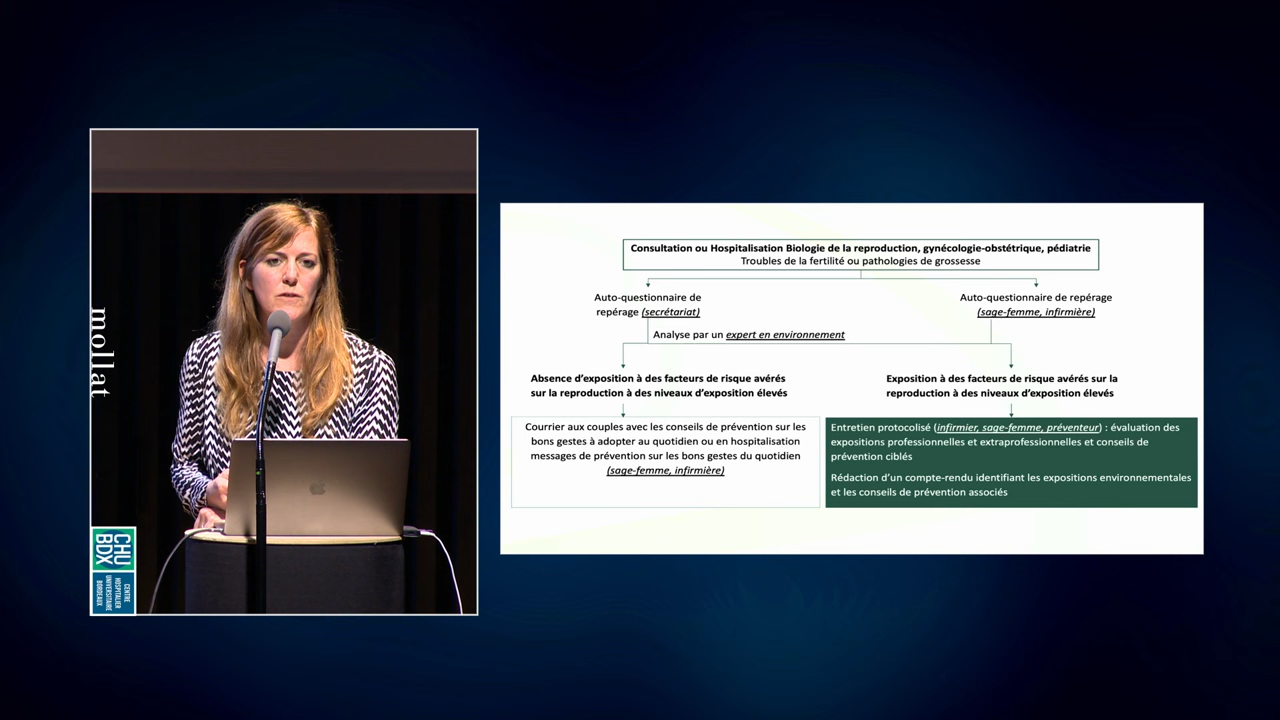 mollat
CHU
BDX
CENTRE
HOSPITALIER
UNIVERSITAIRE
BORDEAUX
Consultation ou Hospitalisation Biologie de la reproduction, gynécologie-obstétrique, pédiatrie
Troubles de la fertilité ou pathologies de grossesse
Auto-questionnaire de
repérage (secrétariat)
Auto-questionnaire de repérage
(sage-femme, infirmière)
Analyse par un expert en environnement
Absence d'exposition à des facteurs de risque avérés
sur la reproduction à des niveaux d'exposition élevés
Exposition à des facteurs de risque avérés sur la
reproduction à des niveaux d'exposition élevés
Courrier aux couples avec les conseils de prévention sur les
bons gestes à adopter au quotidien ou en hospitalisation
messages de prévention sur les bons gestes du quotidien
(sage-femme, infirmière)
Entretien protocolisé (infirmier, sage-femme, préventeur) : évaluation des
expositions professionnelles et extraprofessionnelles et conseils de
prévention ciblés
Rédaction d'un compte-rendu identifiant les expositions environnementales
et les conseils de prévention associés